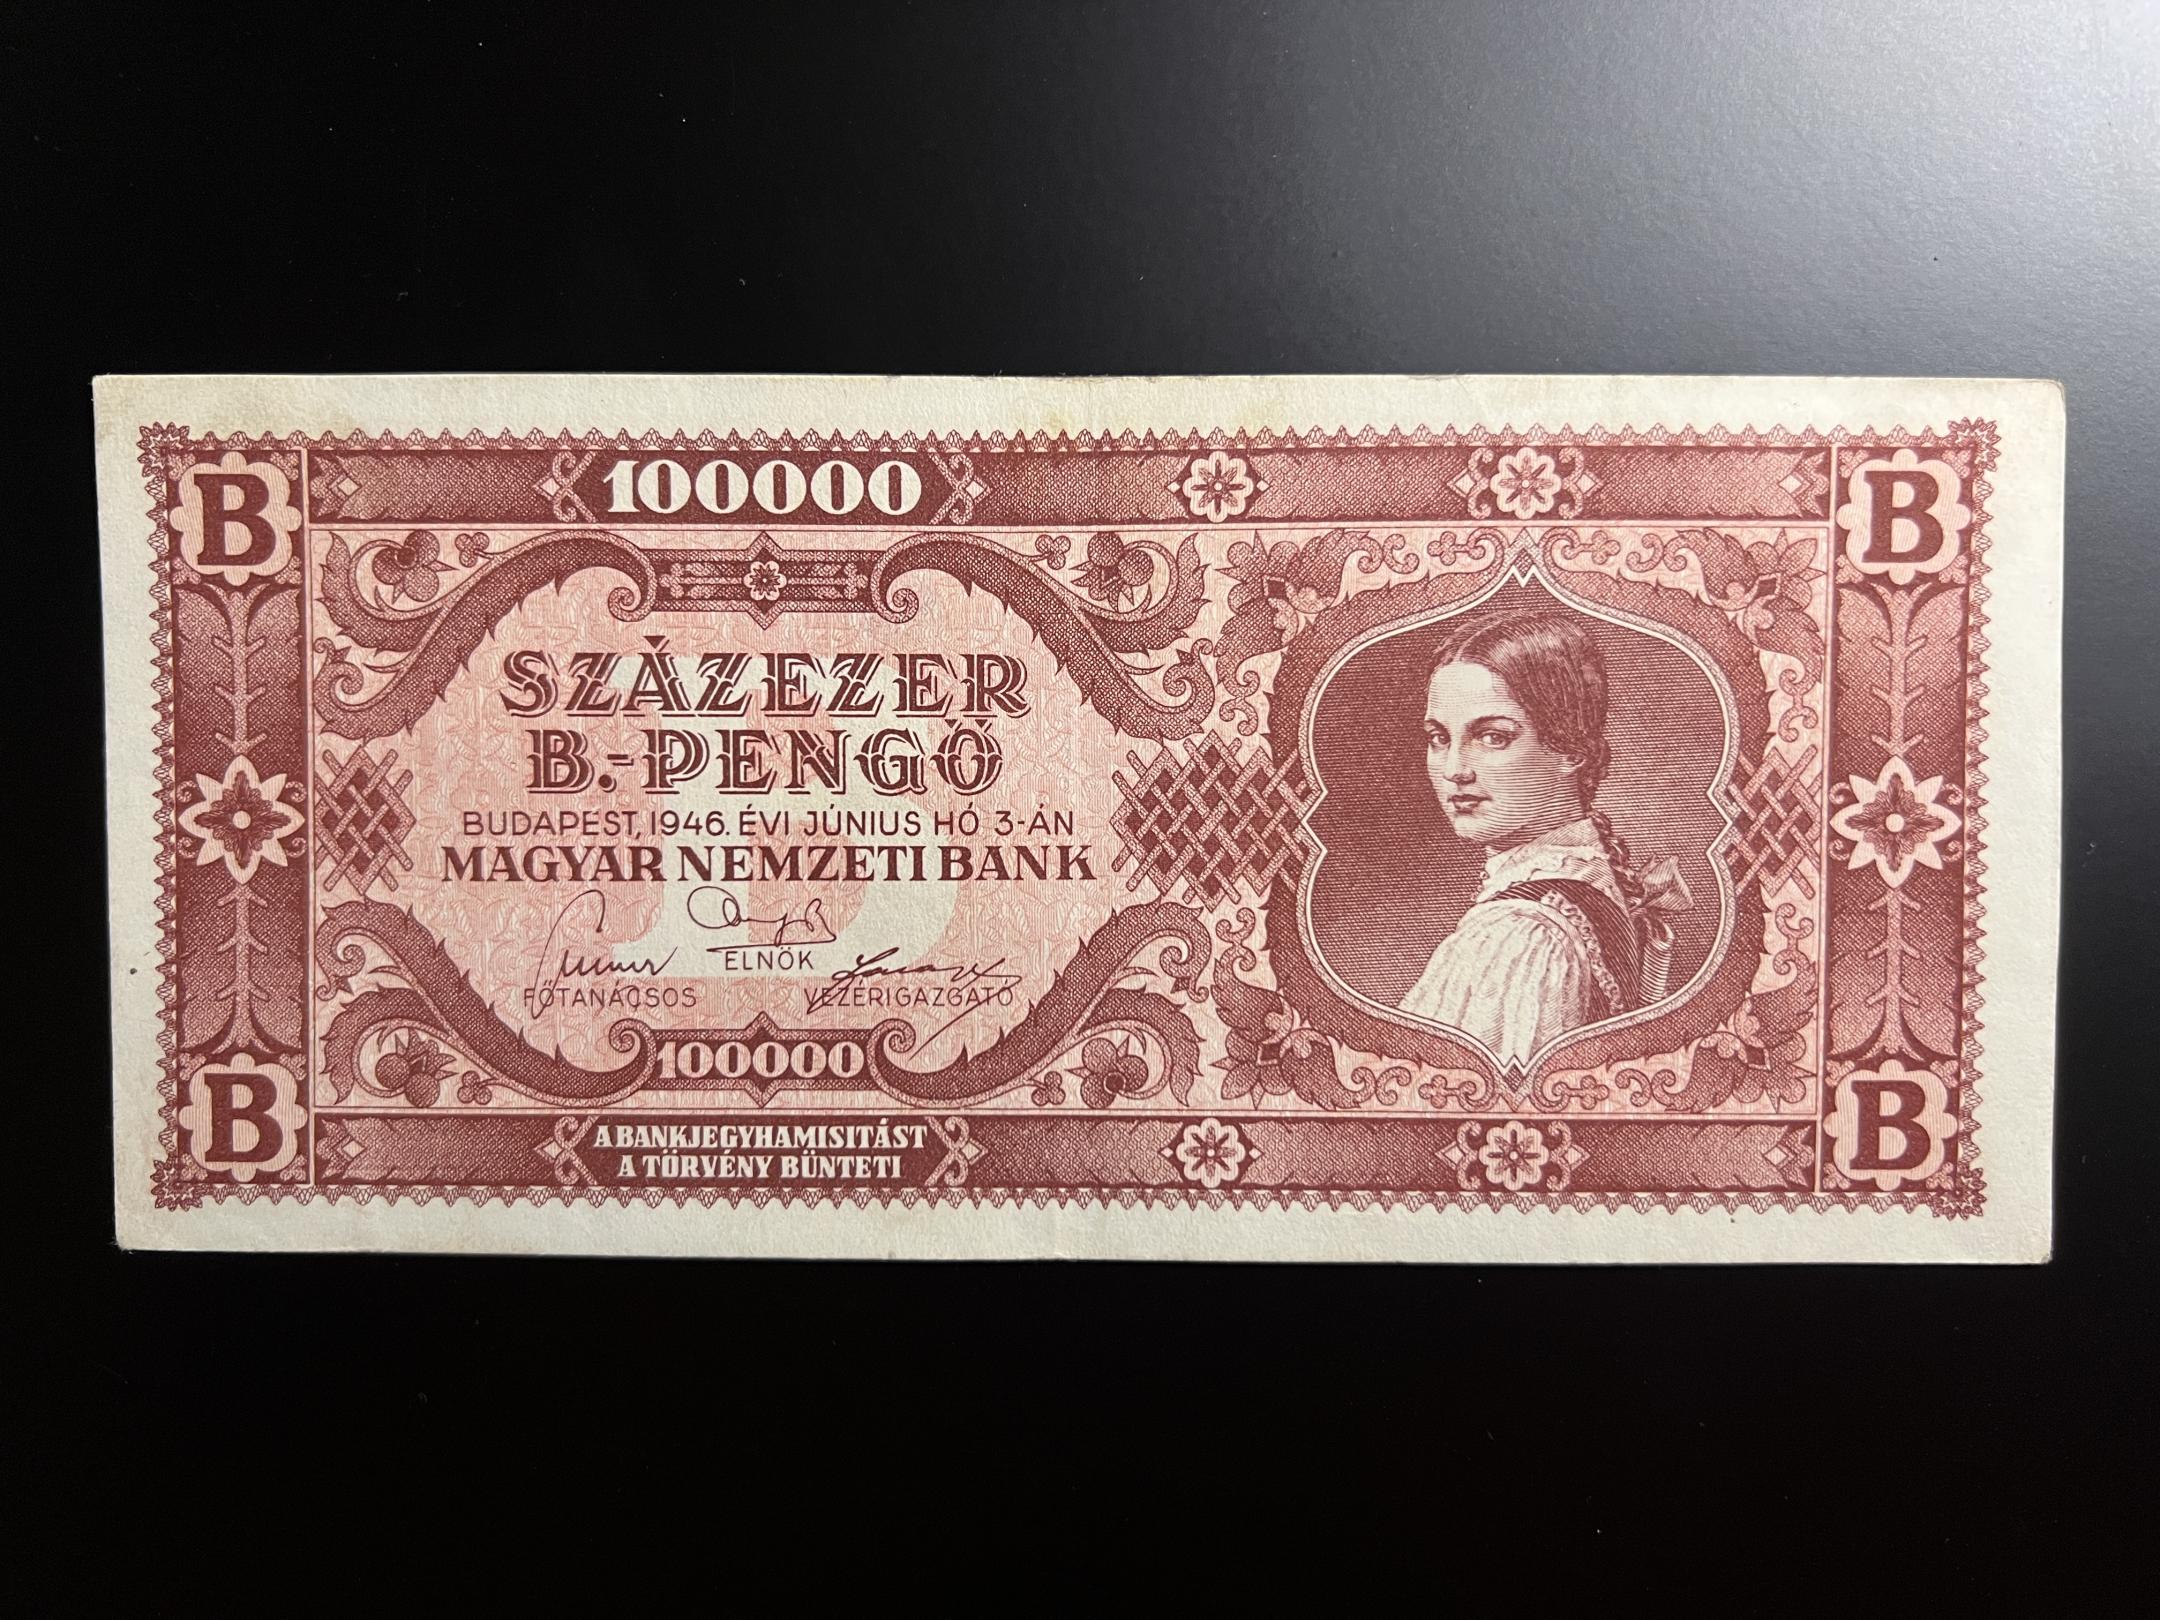 100000
B
B
SZÁZEZER
B.-PENGŐ
BUDAPEST, 1946. ÉVI JÚNIUS HÓ 3-ÁN
MAGYAR NEMZETI BANK
ELNÖK
FŐTANÁCSOS VEZÉRIGAZGATÓ
100000
B
B
A BANKJEGYHAMISITÁST
A TÖRVÉNY BÜNTETI